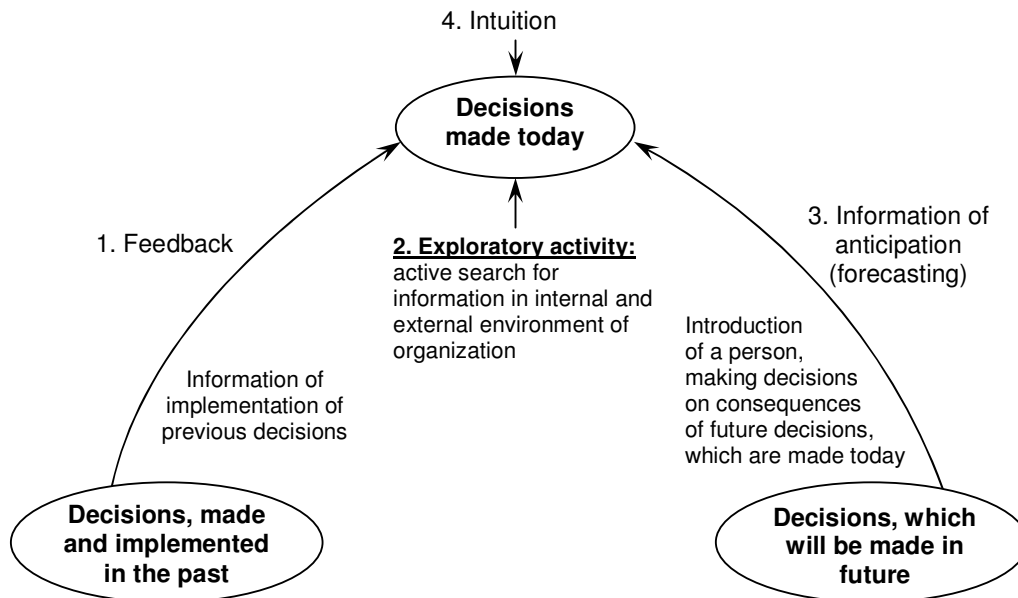 4. Intuition
Decisions
made today
1. Feedback
2. Exploratory activity:
active search for
information in internal and
external environment of
organization
3. Information of
anticipation
(forecasting)
Information of
implementation of
previous decisions
Introduction
of a person,
making decisions
on consequences
of future decisions,
which are made today
Decisions, made
and implemented
in the past
Decisions, which
will be made in
future